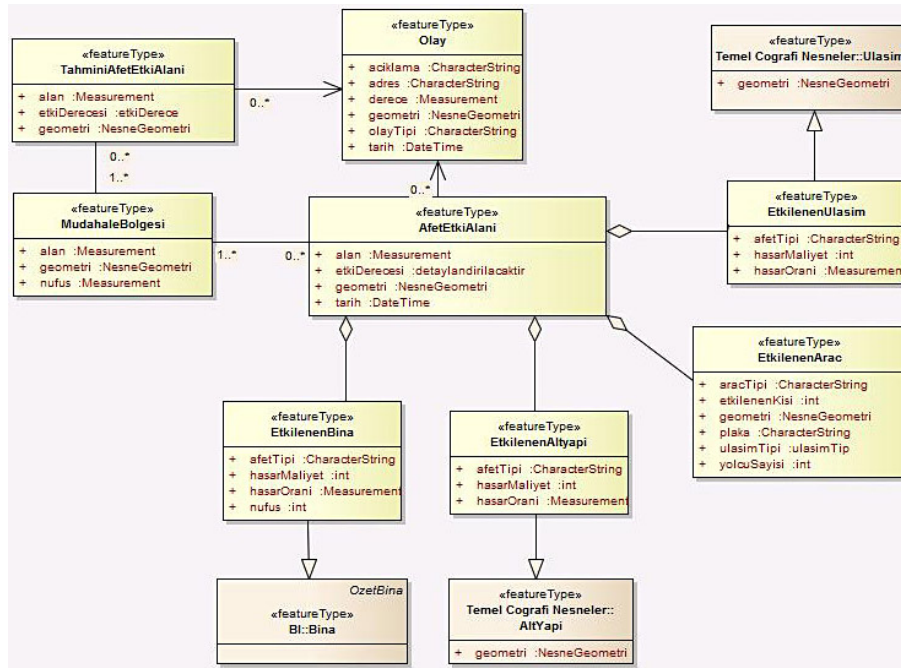 «featureType»
TahminiAfetEtkiAlani
+ alan :Measurement
+ etkiDerecesi :etkiDerece
+ geometri :NesneGeometri
«featureType»
Olay
+ aciklama :CharacterString
+ adres :CharacterString
+ derece :Measurement
+ geometri :NesneGeometri
+ olayTipi :CharacterString
+ tarih :DateTime
«featureType»
Temel Cografi Nesneler::Ulasim
+ geometri :NesneGeometri
0..*
0..*
1..*
0..*
«featureType»
MudahaleBolgesi
+ alan :Measurement
+ geometri :NesneGeometri
+ nufus :Measurement
1..*
0..*
«featureType»
AfetEtkiAlani
+ alan :Measurement
+ etkiDerecesi :detaylandirilacaktir
+ geometri :NesneGeometri
+ tarih :DateTime
«featureType»
EtkilenenUlasim
+ afetTipi :CharacterString
+ hasarMaliyet :int
+ hasarOrani :Measurement
«featureType»
EtkilenenArac
+ aracTipi :CharacterString
+ etkilenenKisi :int
+ geometri :NesneGeometri
+ plaka :CharacterString
+ ulasimTipi :ulasimTip
+ yolcuSayisi :int
«featureType»
EtkilenenBina
+ afetTipi :CharacterString
+ hasarMaliyet :int
+ hasarOrani :Measurement
+ nufus :int
«featureType»
EtkilenenAltyapi
+ afetTipi :CharacterString
+ hasarMaliyet :int
+ hasarOrani :Measurement
OzetBina
«featureType»
BI::Bina
«featureType»
Temel Cografi Nesneler::
AltYapi
+ geometri :NesneGeometri